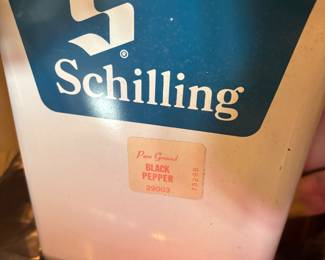 S
®
Schilling
Pure Ground
BLACK
PEPPER
29003